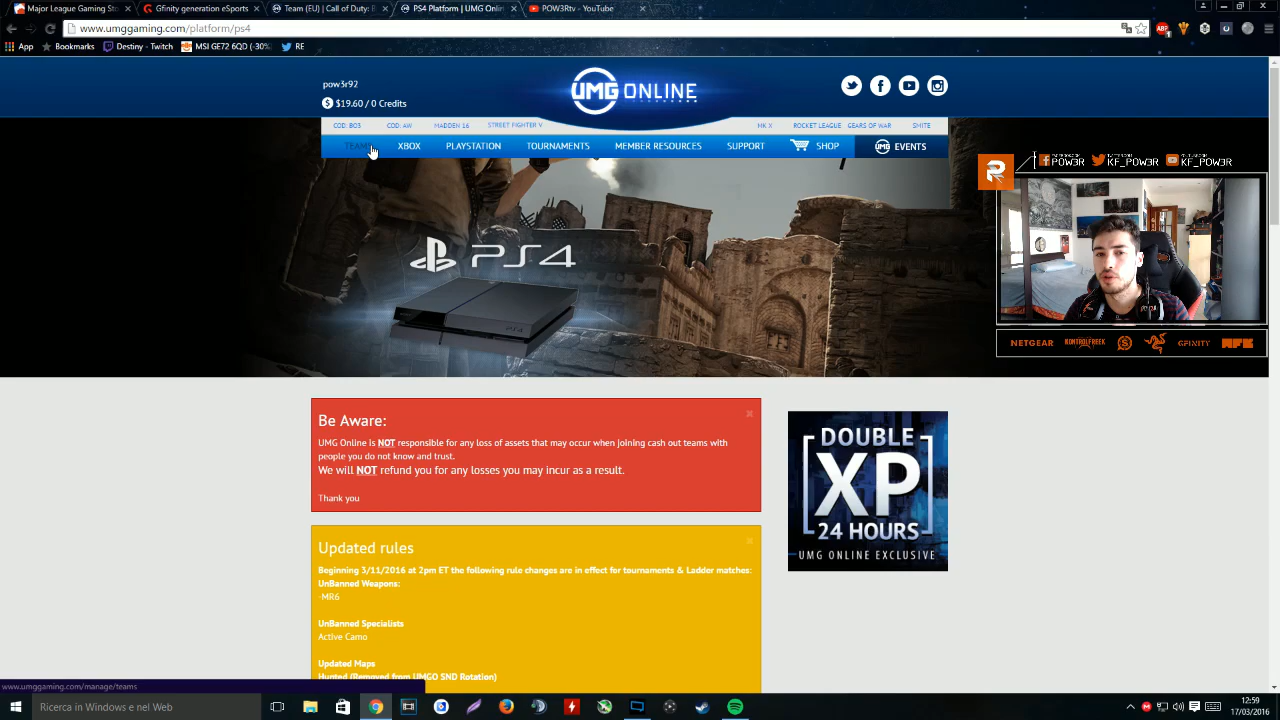 Major League Gaming St
Gfinity generation eSports
Team (EU) | Call of Duty: B
PS4 Platform | UMG Onlin
POW3Rtv - YouTube
www.umggaming.com/platform/ps4
App
Bookmarks
Destiny - Twitch
MSI GE72 6QD (-30%)
RE
pow3r92
$19.60 / 0 Credits
UMG ONLINE
COD: BO3
COD: AW
MADDEN 16
STREET FIGHTER V
MK X
ROCKET LEAGUE
GEARS OF WAR
SMITE
TEAMS
XBOX
PLAYSTATION
TOURNAMENTS
MEMBER RESOURCES
SUPPORT
SHOP
UMG EVENTS
POW3R
KF_POW3R
KF_POW3R
PS4
NETGEAR
KONTROLFREEK
GFINITY
Be Aware:
UMG Online is NOT responsible for any loss of assets that may occur when joining cash out teams with
people you do not know and trust.
We will NOT refund you for any losses you may incur as a result.
Thank you
DOUBLE
XP
24 HOURS
UMG ONLINE EXCLUSIVE
Updated rules
Beginning 3/11/2016 at 2pm ET the following rule changes are in effect for tournaments & Ladder matches:
UnBanned Weapons:
-MR6
UnBanned Specialists
Active Camo
Updated Maps
Hunted (Removed from UMGO SND Rotation)
www.umggaming.com/manage/teams
Ricerca in Windows e nel Web
12:59
17/03/2016